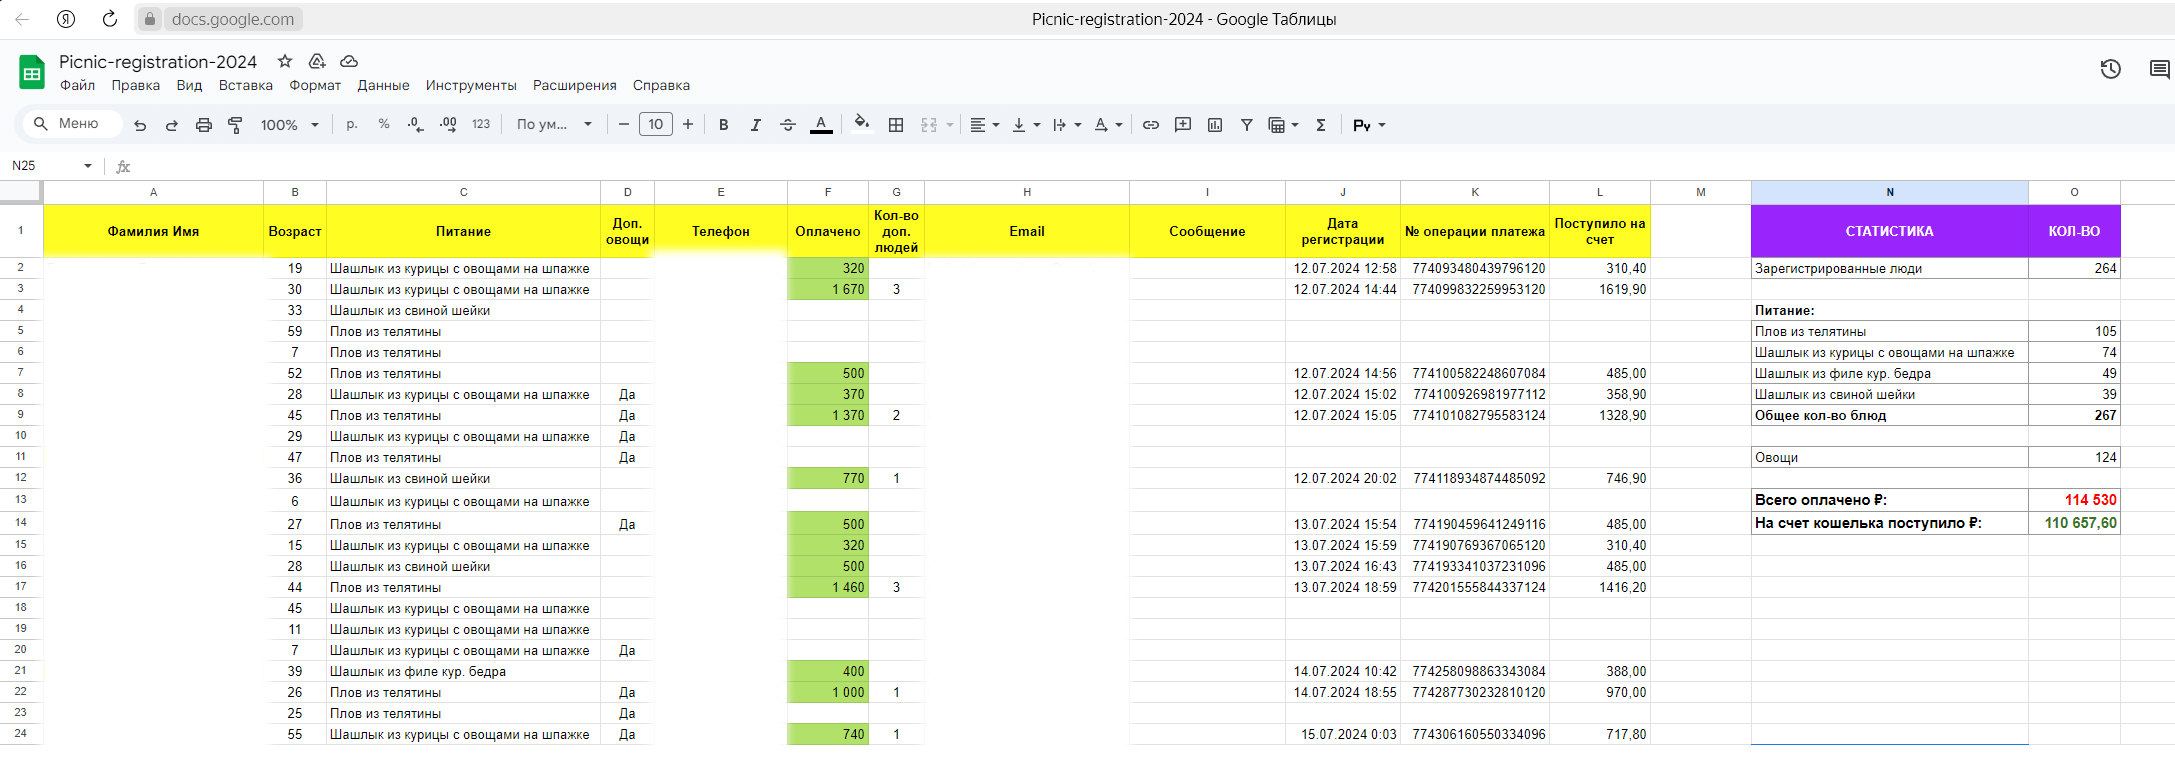 docs.google.com
Picnic-registration-2024 - Google Таблицы
Picnic-registration-2024
Файл Правка Вид Вставка Формат Данные Инструменты Расширения Справка
Меню 100% р. % .0 .00 123 По ум... 10 B I A Σ Ру
N25 fx
A B C D E F G H I J K L M N O
1 Фамилия Имя Возраст Питание Доп. овощи Телефон Оплачено Кол-во доп. людей Email Сообщение Дата регистрации № операции платежа Поступило на счет СТАТИСТИКА КОЛ-ВО
2 19 Шашлык из курицы с овощами на шпажке 320 12.07.2024 12:58 774093480439796120 310,40 Зарегистрированные люди 264
3 30 Шашлык из курицы с овощами на шпажке 1 670 3 12.07.2024 14:44 774099832259953120 1619,90
4 33 Шашлык из свиной шейки Питание:
5 59 Плов из телятины Плов из телятины 105
6 7 Плов из телятины Шашлык из курицы с овощами на шпажке 74
7 52 Плов из телятины 500 12.07.2024 14:56 774100582248607084 485,00 Шашлык из филе кур. бедра 49
8 28 Шашлык из курицы с овощами на шпажке Да 370 12.07.2024 15:02 774100926981977112 358,90 Шашлык из свиной шейки 39
9 45 Плов из телятины Да 1 370 2 12.07.2024 15:05 774101082795583124 1328,90 Общее кол-во блюд 267
10 29 Шашлык из курицы с овощами на шпажке Да
11 47 Плов из телятины Да Овощи 124
12 36 Шашлык из свиной шейки 770 1 12.07.2024 20:02 774118934874485092 746,90
13 6 Шашлык из курицы с овощами на шпажке Всего оплачено ₽: 114 530
14 27 Плов из телятины Да 500 13.07.2024 15:54 774190459641249116 485,00 На счет кошелька поступило ₽: 110 657,60
15 15 Шашлык из курицы с овощами на шпажке 320 13.07.2024 15:59 774190769367065120 310,40
16 28 Шашлык из свиной шейки 500 13.07.2024 16:43 774193341037231096 485,00
17 44 Плов из телятины 1 460 3 13.07.2024 18:59 774201555844337124 1416,20
18 45 Шашлык из курицы с овощами на шпажке
19 11 Шашлык из курицы с овощами на шпажке
20 7 Шашлык из курицы с овощами на шпажке Да
21 39 Шашлык из филе кур. бедра 400 14.07.2024 10:42 774258098863343084 388,00
22 26 Плов из телятины Да 1 000 1 14.07.2024 18:55 774287730232810120 970,00
23 25 Плов из телятины Да
24 55 Шашлык из курицы с овощами на шпажке Да 740 1 15.07.2024 0:03 774306160550334096 717,80